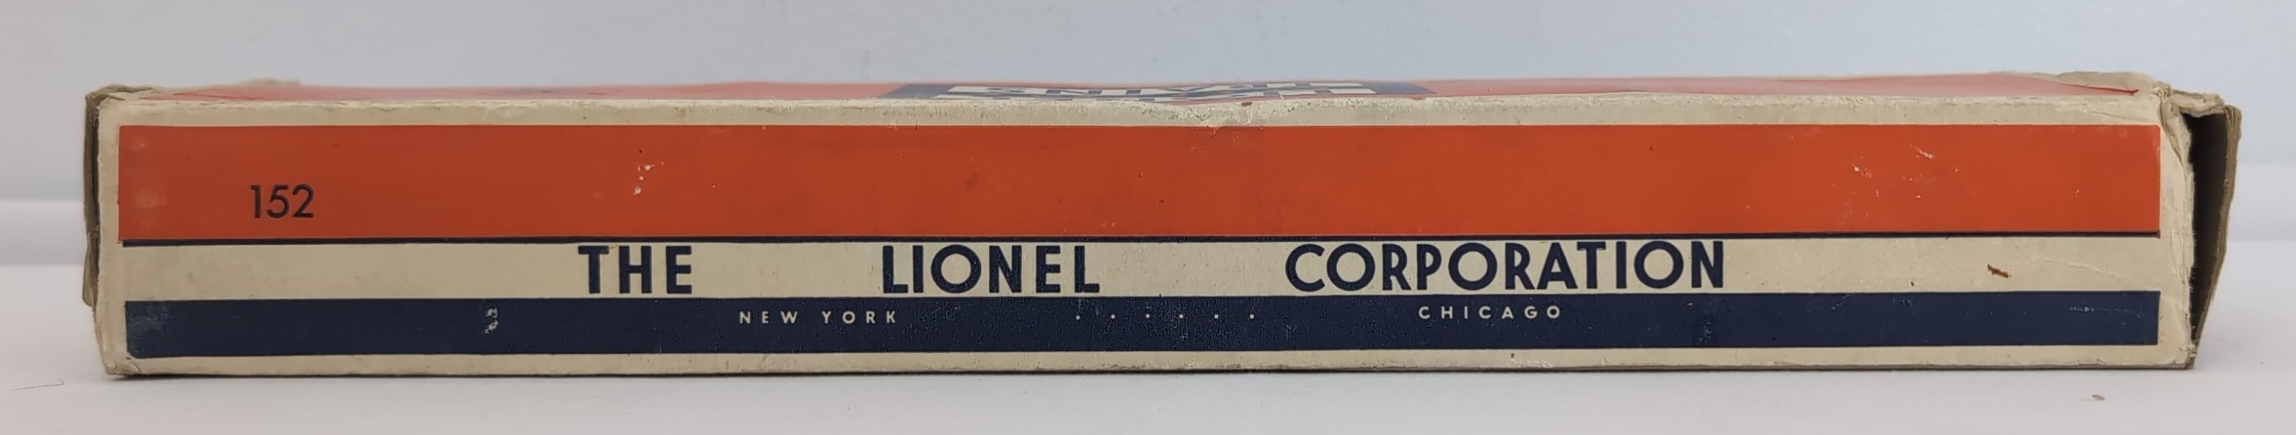 152
THE LIONEL CORPORATION
NEW YORK ...... CHICAGO